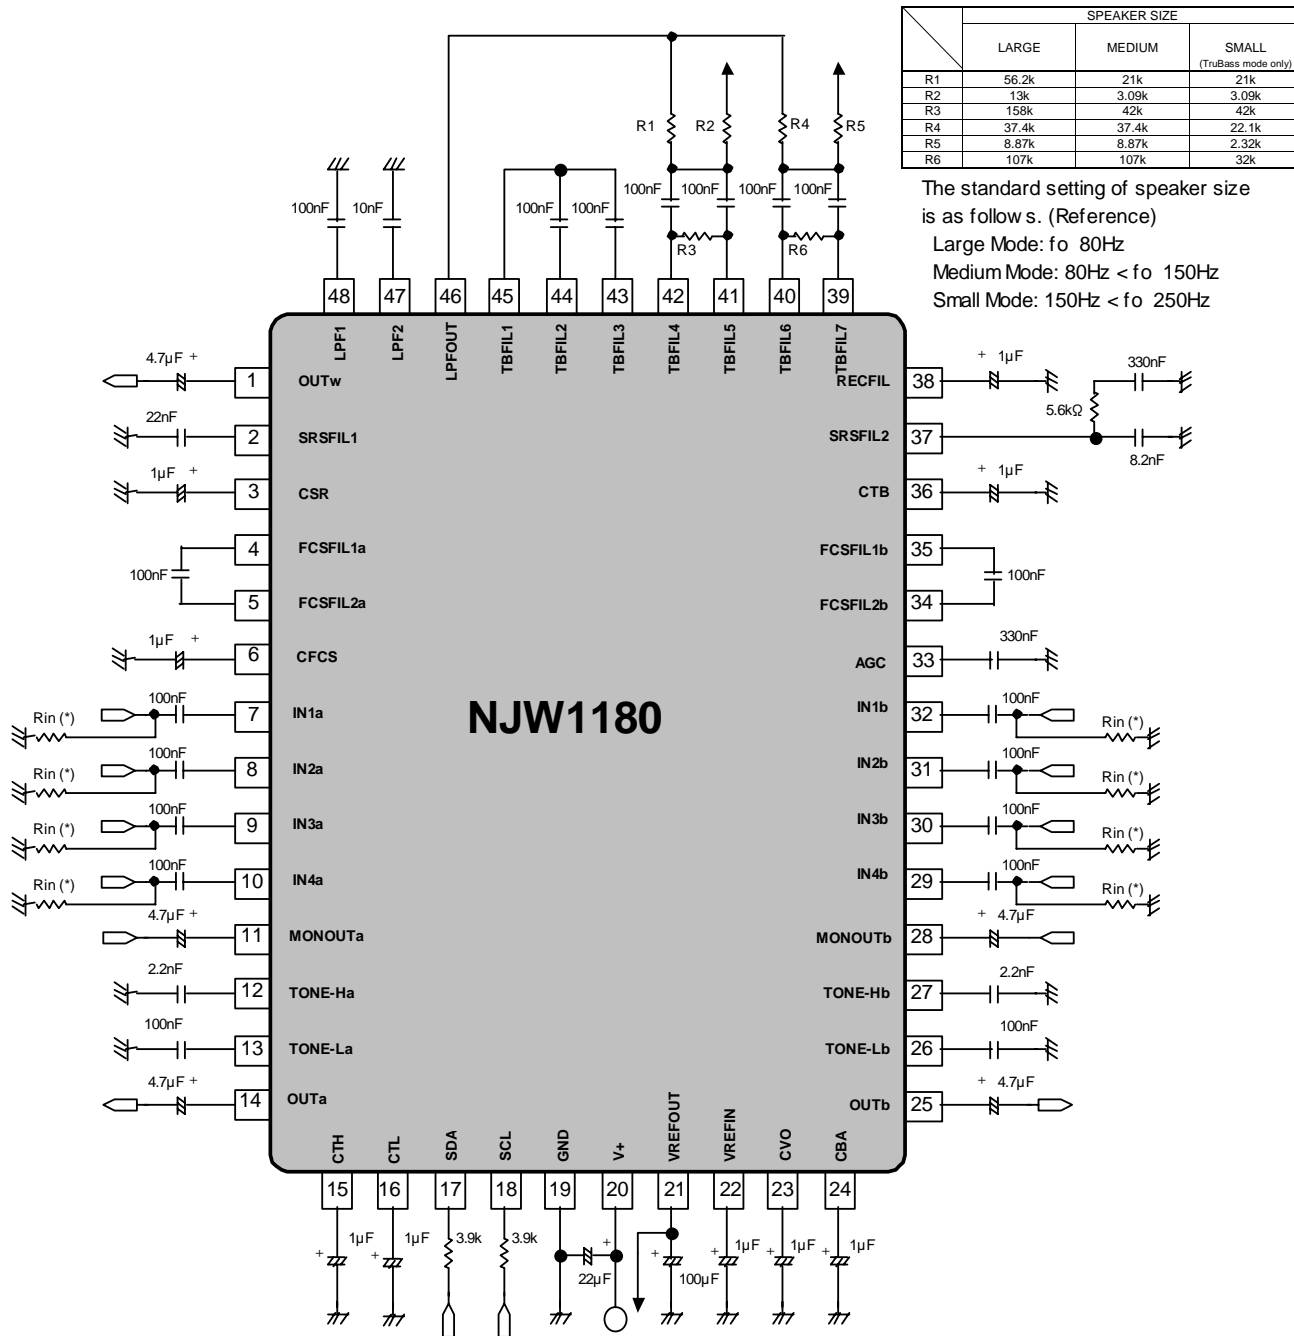 SPEAKER SIZE
LARGE MEDIUM SMALL
(TruBass mode only)
R1 56.2k 21k 21k
R2 13k 3.09k 3.09k
R3 158k 42k 42k
R4 37.4k 37.4k 22.1k
R5 8.87k 8.87k 2.32k
R6 107k 107k 32k
The standard setting of speaker size
is as follows. (Reference)
Large Mode: fo 80Hz
Medium Mode: 80Hz < fo 150Hz
Small Mode: 150Hz < fo 250Hz
R1 R2 R4 R5
100nF 10nF 100nF 100nF 100nF 100nF 100nF 100nF
R3 R6
48 47 46 45 44 43 42 41 40 39
LPF1 LPF2 LPFOUT TBFIL1 TBFIL2 TBFIL3 TBFIL4 TBFIL5 TBFIL6 TBFIL7
4.7µF + 1 OUTw
22nF 2 SRSFIL1
1µF + 3 CSR
4 FCSFIL1a
100nF
5 FCSFIL2a
1µF + 6 CFCS
Rin (*) 100nF 7 IN1a
Rin (*) 100nF 8 IN2a
Rin (*) 100nF 9 IN3a
Rin (*) 100nF 10 IN4a
4.7µF + 11 MONOUTa
2.2nF 12 TONE-Ha
100nF 13 TONE-La
4.7µF + 14 OUTa
NJW1180
RECFIL 38 + 1µF
330nF
5.6kΩ
SRSFIL2 37
8.2nF
CTB 36 + 1µF
FCSFIL1b 35
100nF
FCSFIL2b 34
AGC 33 330nF
IN1b 32 100nF Rin (*)
IN2b 31 100nF Rin (*)
IN3b 30 100nF Rin (*)
IN4b 29 100nF Rin (*)
MONOUTb 28 + 4.7µF
TONE-Hb 27 2.2nF
TONE-Lb 26 100nF
OUTb 25 + 4.7µF
CTH CTL SDA SCL GND V+ VREFOUT VREFIN CVO CBA
15 16 17 18 19 20 21 22 23 24
+ 1µF + 1µF 3.9k 3.9k 22µF + + 100µF + 1µF + 1µF + 1µF